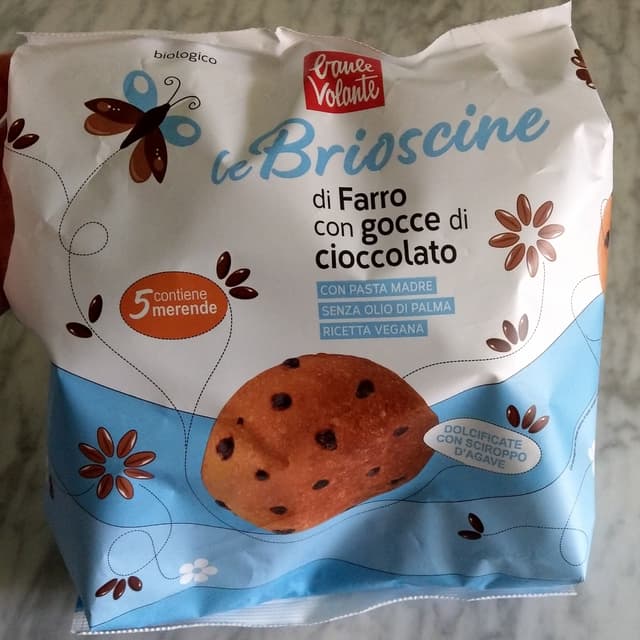 biologico
baule
Volante
le Brioscine
di Farro
con gocce di
cioccolato
CON PASTA MADRE
SENZA OLIO DI PALMA
RICETTA VEGANA
5 contiene
merende
DOLCIFICATE
CON SCIROPPO
D'AGAVE